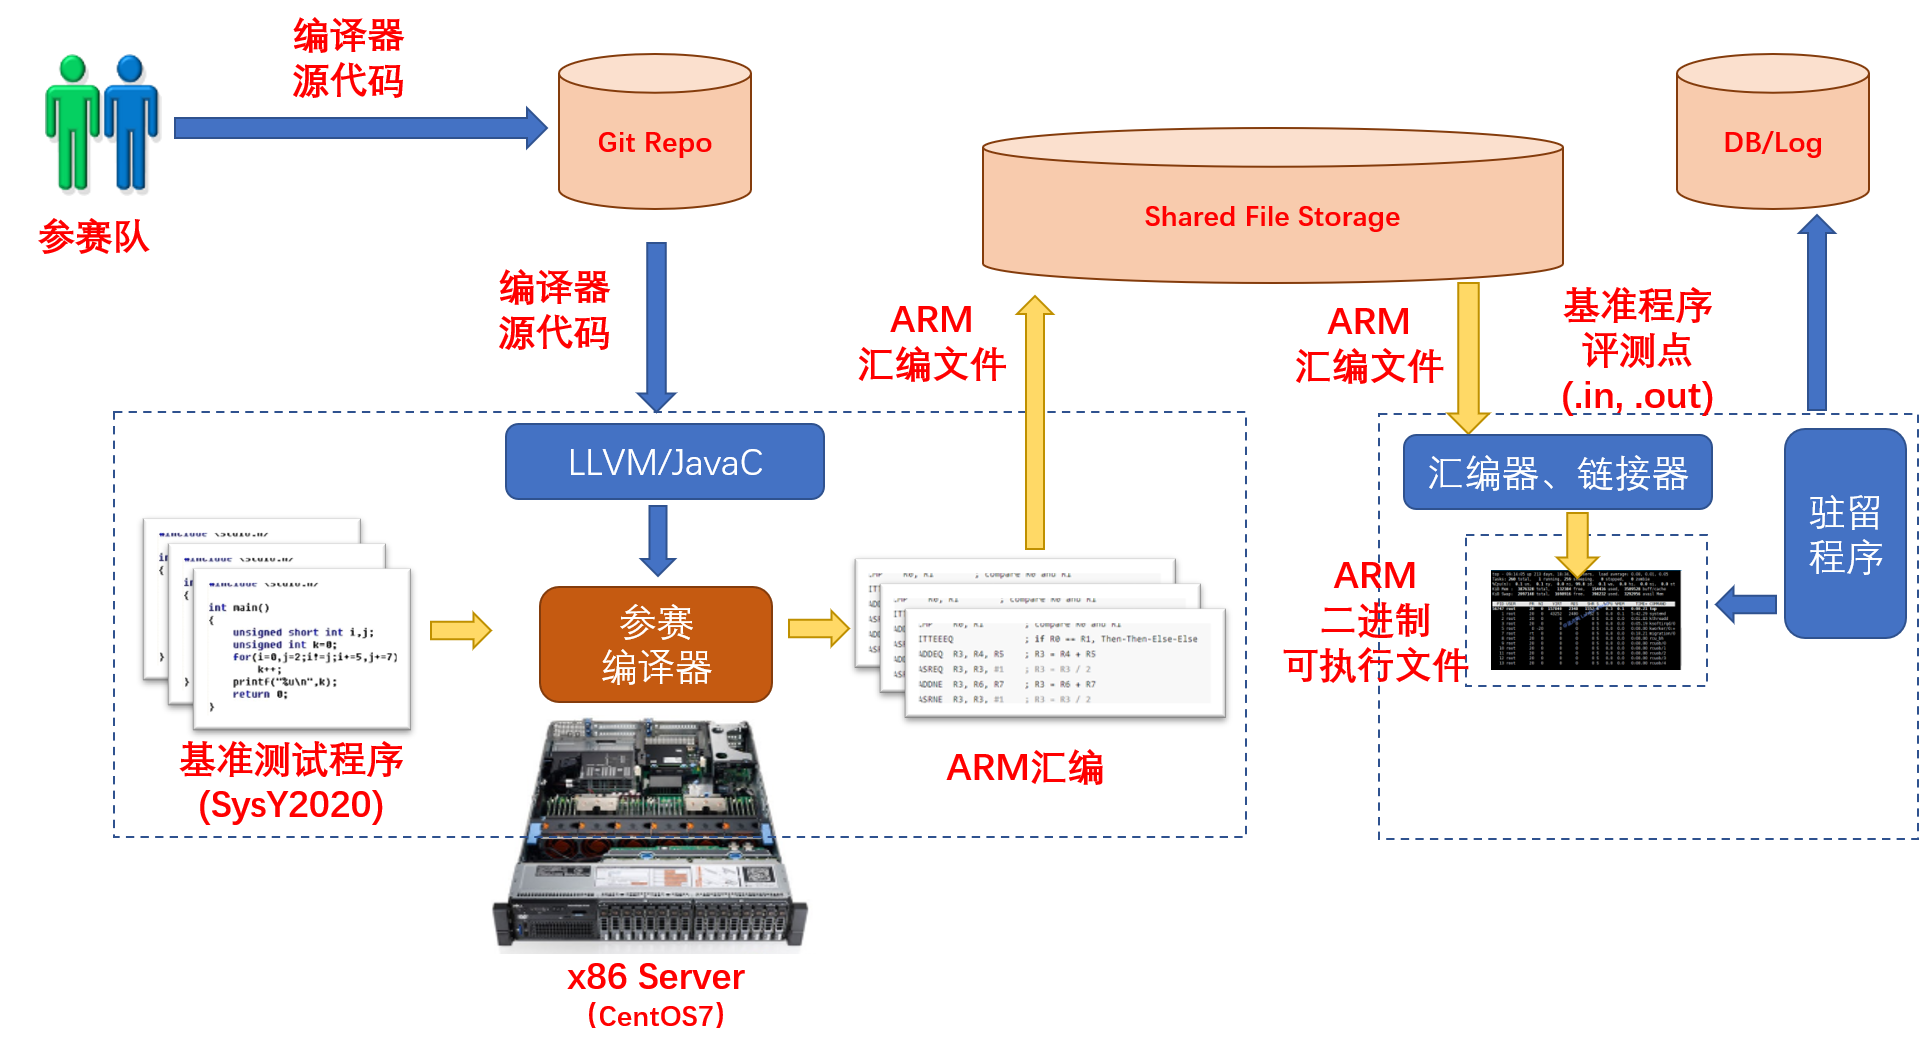 编译器
源代码
Git Repo
DB/Log
Shared File Storage
参赛队
编译器
源代码
ARM
汇编文件
ARM
汇编文件
基准程序
评测点
(.in, .out)
LLVM/JavaC
汇编器、链接器
驻留
程序
int main()
{
unsigned short int i,j;
unsigned int k=0;
for(i=0,j=2;i!=j;i+=5,j+=7)
k++;
printf("%u\n",k);
return 0;
}
参赛
编译器
ITTEEEQ ; if R0 == R1, Then-Then-Else-Else
ADDEQ R3, R4, R5 ; R3 = R4 + R5
ASREQ R3, R3, #1 ; R3 = R3 / 2
ADDNE R3, R6, R7 ; R3 = R6 + R7
ASRNE R3, R3, #1 ; R3 = R3 / 2
ARM
二进制
可执行文件
基准测试程序
(SysY2020)
ARM汇编
x86 Server
（CentOS7）